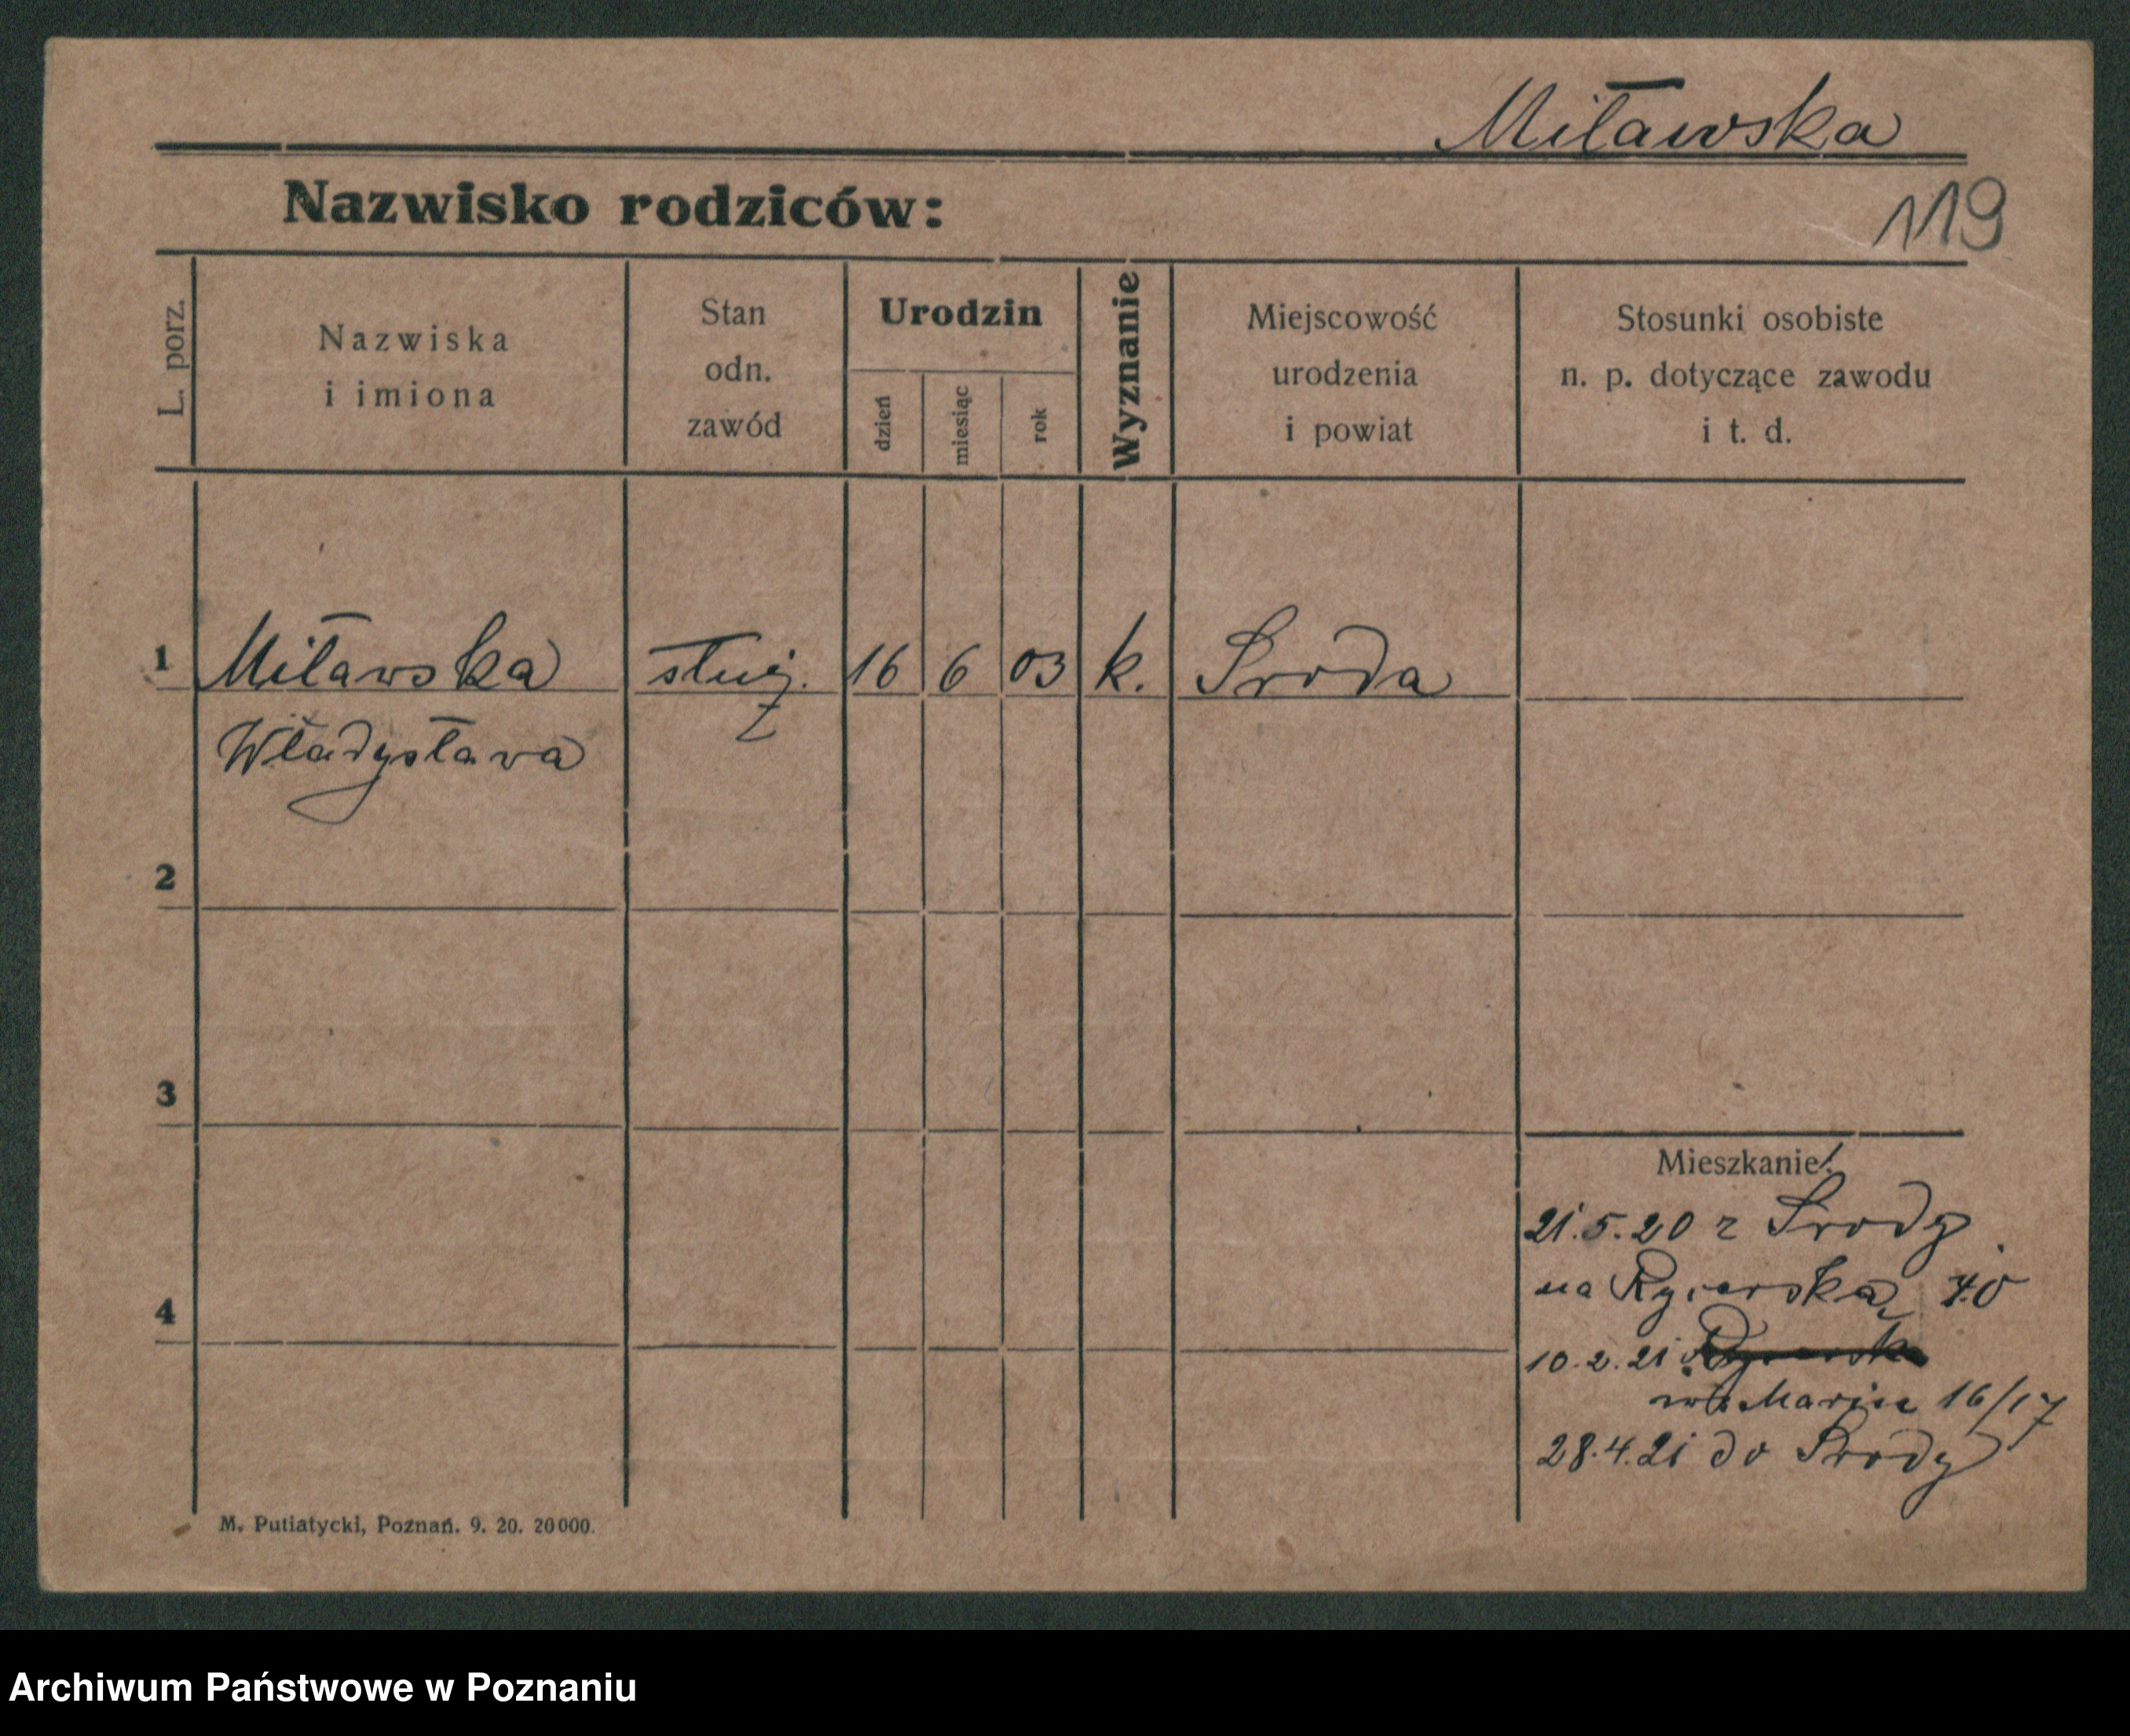 Miławska
119
Nazwisko rodziców:
L. porz.
Nazwiska
i imiona
Stan
odn.
zawód
Urodzin
dzień
miesiąc
rok
Wyznanie
Miejscowość
urodzenia
i powiat
Stosunki osobiste
n. p. dotyczące zawodu
i t. d.
1 Miławska służ. 16 6 03 k. Środa
Władysława
2
3
4
Mieszkanie:
21.5.20 z Środy
na Rycerską 40
10.2.21
Marcin 16/17
28.4.21 do Środy
M. Putiatycki, Poznań. 9. 20. 20000.
Archiwum Państwowe w Poznaniu